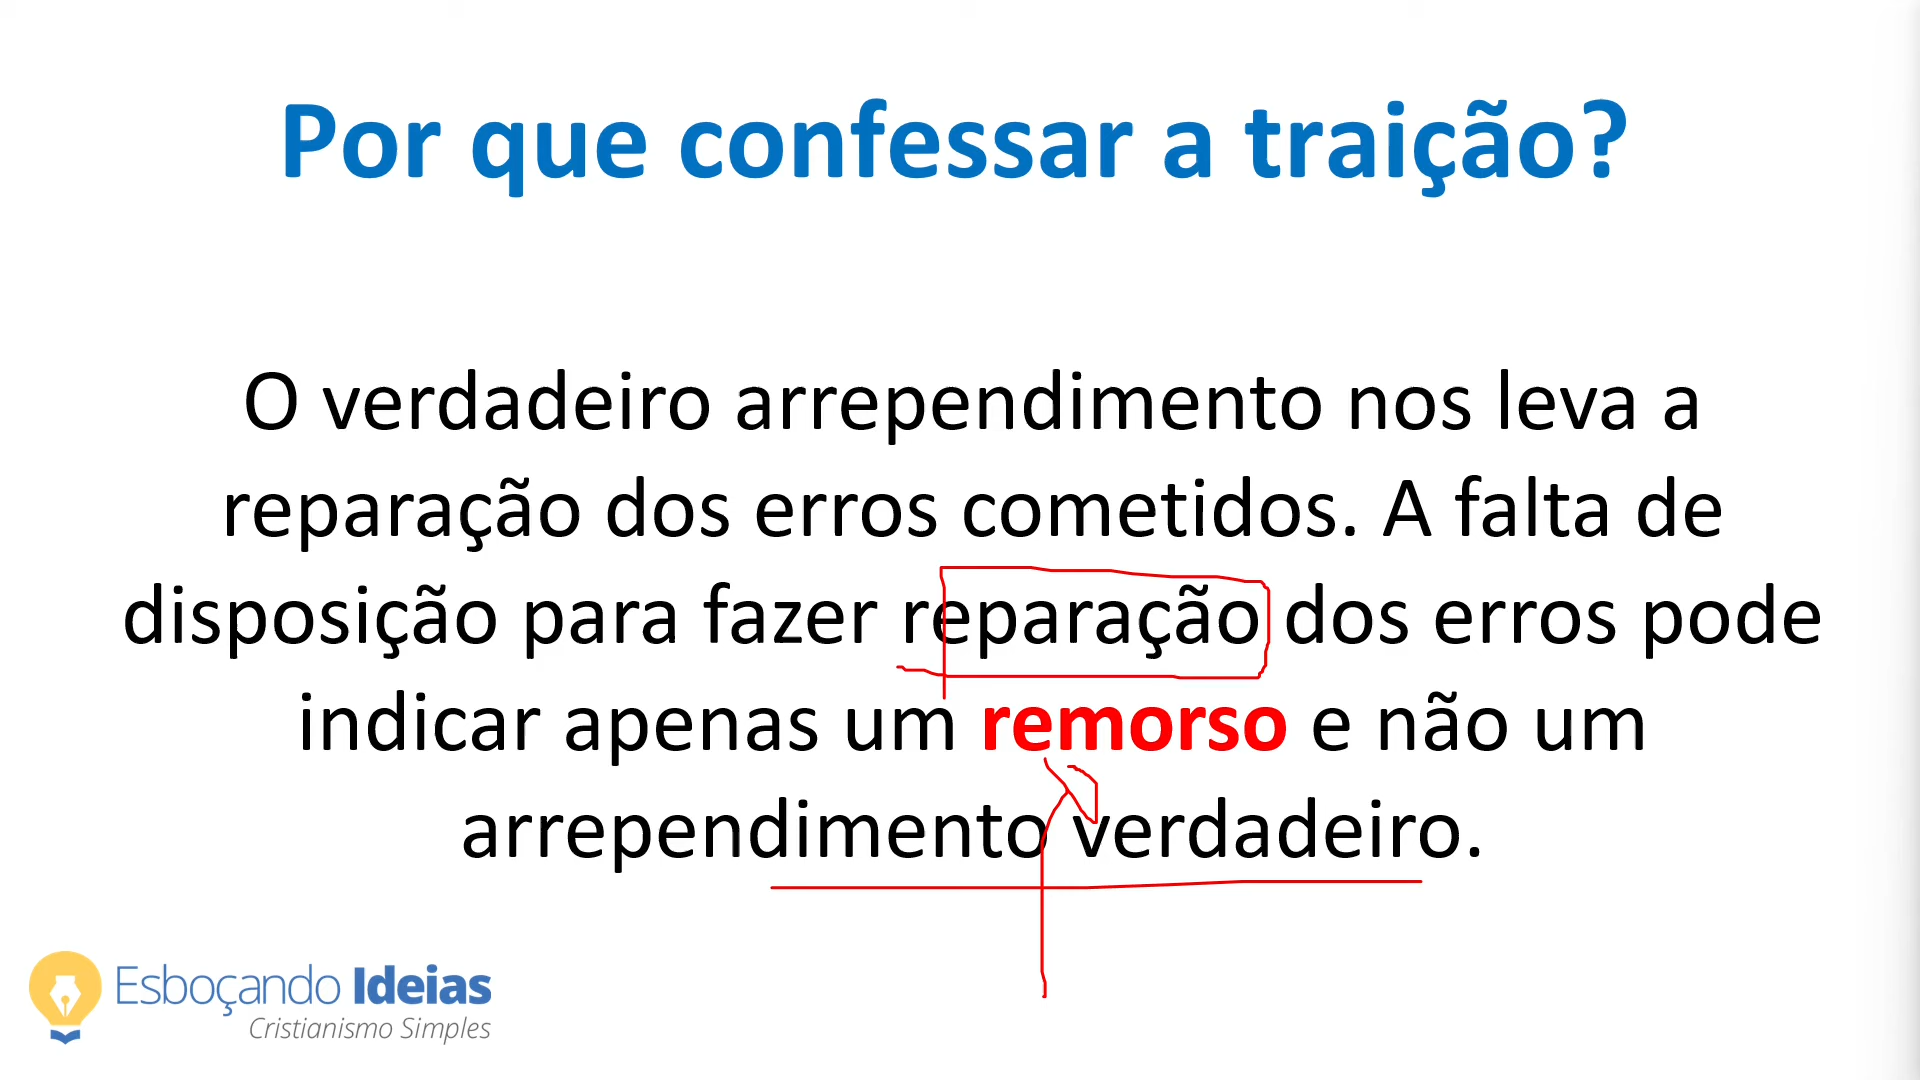 Por que confessar a traição?
O verdadeiro arrependimento nos leva a
reparação dos erros cometidos. A falta de
disposição para fazer reparação dos erros pode
indicar apenas um remorso e não um
arrependimento verdadeiro.
Esboçando Ideias
Cristianismo Simples